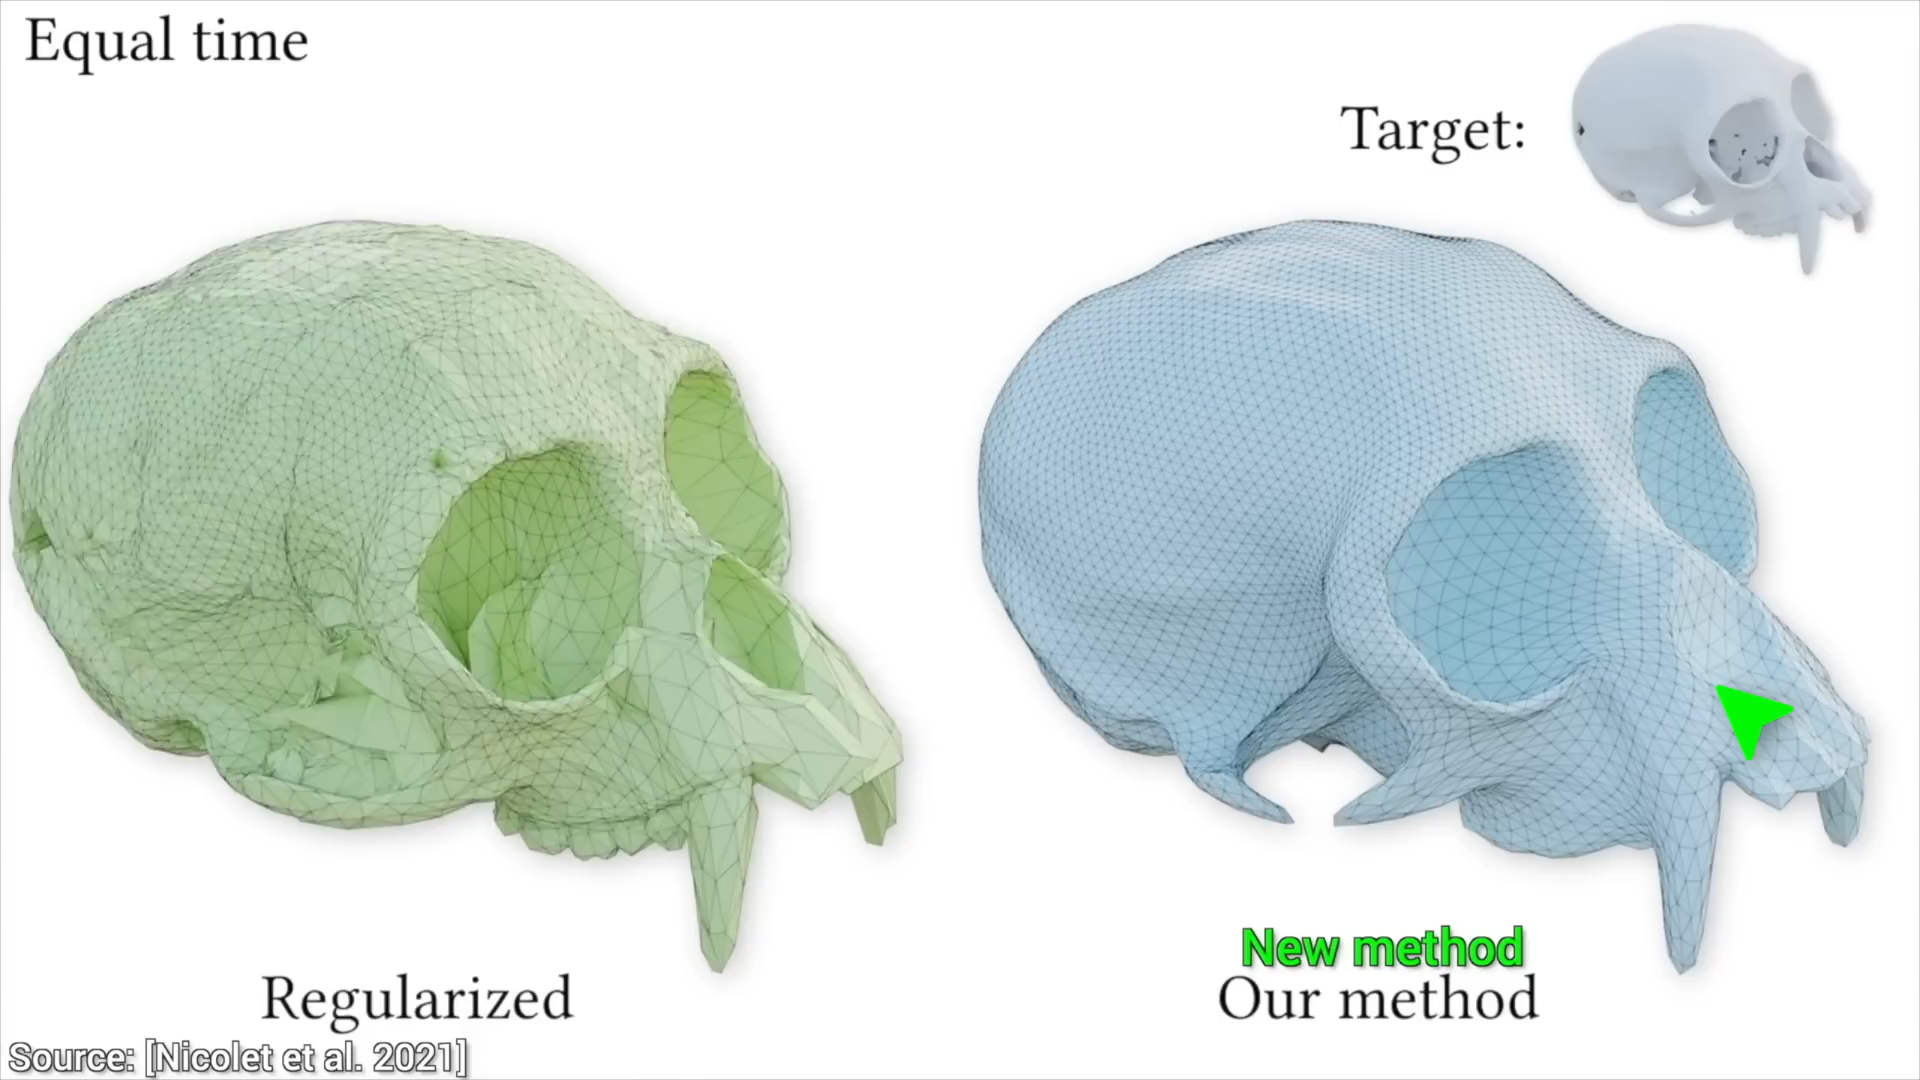 Equal time
Target:
New method
Regularized
Our method
Source: [Nicolet et al. 2021]